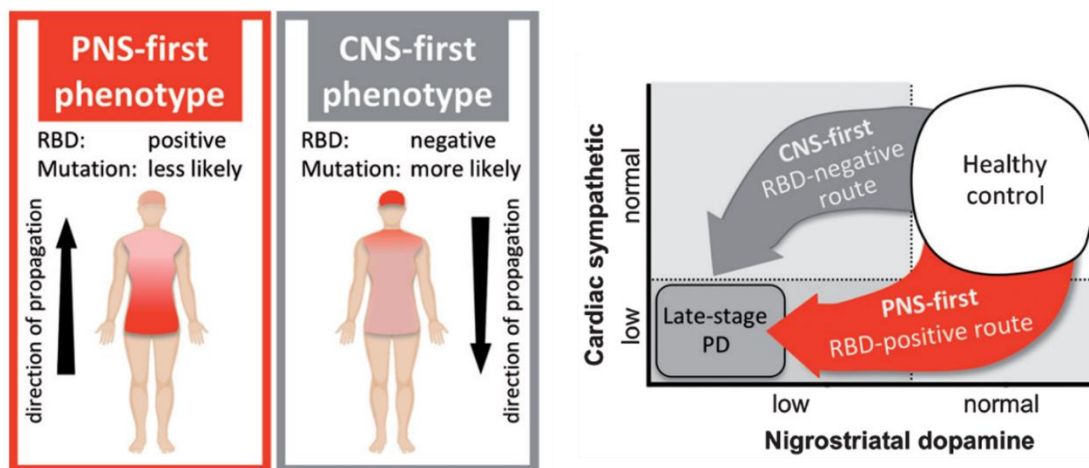 PNS-first
phenotype
RBD: positive
Mutation: less likely
direction of propagation
CNS-first
phenotype
RBD: negative
Mutation: more likely
direction of propagation
Cardiac sympathetic
normal
low
CNS-first
RBD-negative
route
Healthy
control
PNS-first
RBD-positive route
Late-stage
PD
low normal
Nigrostriatal dopamine